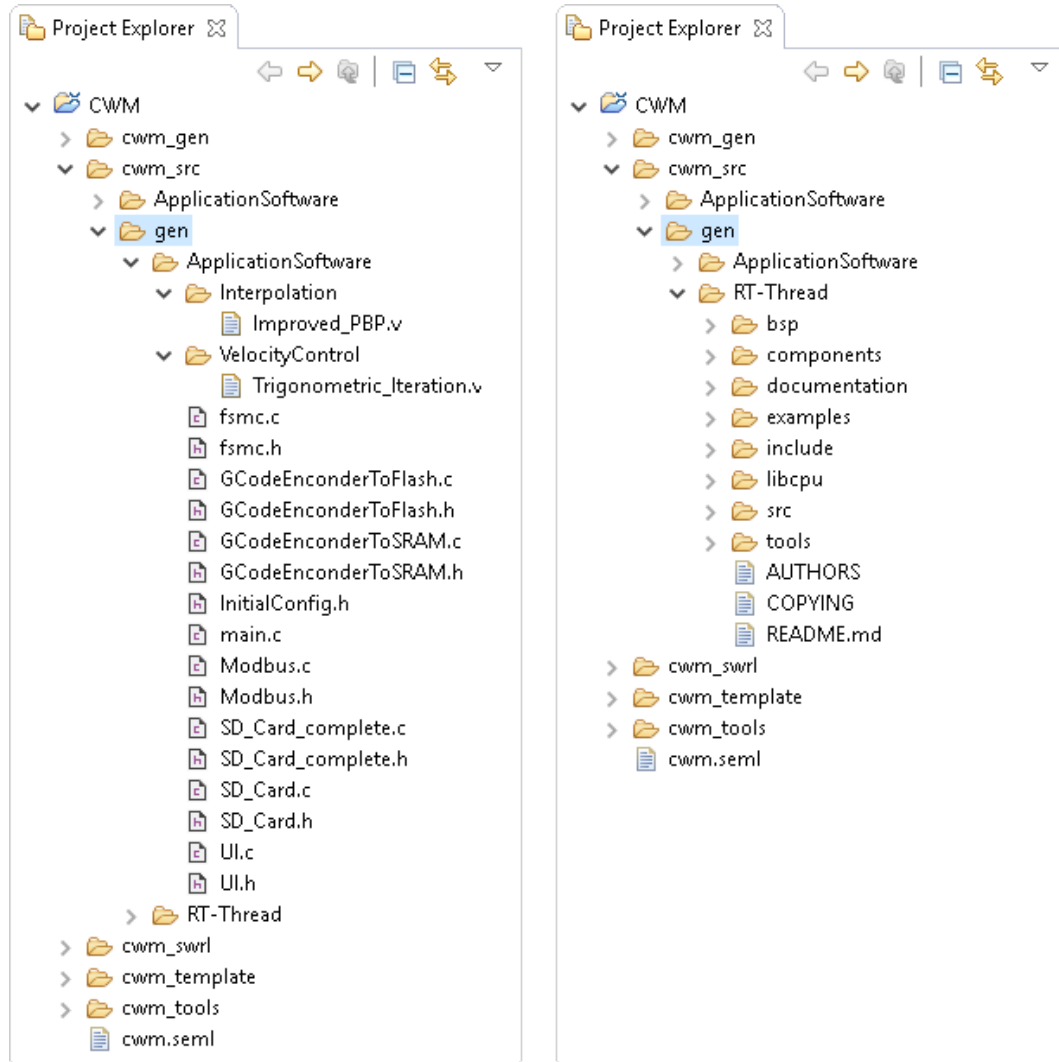 Project Explorer
CWM
cwm_gen
cwm_src
ApplicationSoftware
gen
ApplicationSoftware
Interpolation
Improved_PBP.v
VelocityControl
Trigonometric_Iteration.v
fsmc.c
fsmc.h
GCodeEnconderToFlash.c
GCodeEnconderToFlash.h
GCodeEnconderToSRAM.c
GCodeEnconderToSRAM.h
InitialConfig.h
main.c
Modbus.c
Modbus.h
SD_Card_complete.c
SD_Card_complete.h
SD_Card.c
SD_Card.h
UI.c
UI.h
RT-Thread
cwm_swrl
cwm_template
cwm_tools
cwm.seml
Project Explorer
CWM
cwm_gen
cwm_src
ApplicationSoftware
gen
ApplicationSoftware
RT-Thread
bsp
components
documentation
examples
include
libcpu
src
tools
AUTHORS
COPYING
README.md
cwm_swrl
cwm_template
cwm_tools
cwm.seml